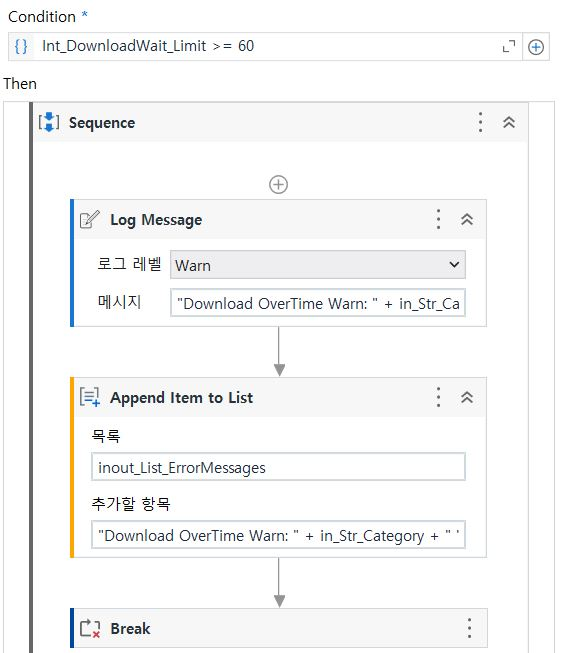 Condition *
{} Int_DownloadWait_Limit >= 60
Then
Sequence
Log Message
로그 레벨 Warn
메시지 "Download OverTime Warn: " + in_Str_Ca
Append Item to List
목록
inout_List_ErrorMessages
추가할 항목
"Download OverTime Warn: " + in_Str_Category + " '
Break